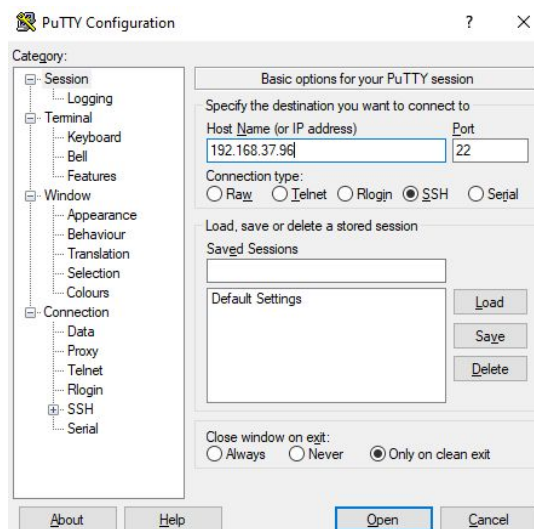 PuTTY Configuration
?
Category:
Session
Logging
Terminal
Keyboard
Bell
Features
Window
Appearance
Behaviour
Translation
Selection
Colours
Connection
Data
Proxy
Telnet
Rlogin
SSH
Serial
Basic options for your PuTTY session
Specify the destination you want to connect to
Host Name (or IP address) Port
192.168.37.96 22
Connection type:
Raw Telnet Rlogin SSH Serial
Load, save or delete a stored session
Saved Sessions
Default Settings
Load
Save
Delete
Close window on exit:
Always Never Only on clean exit
About Help Open Cancel